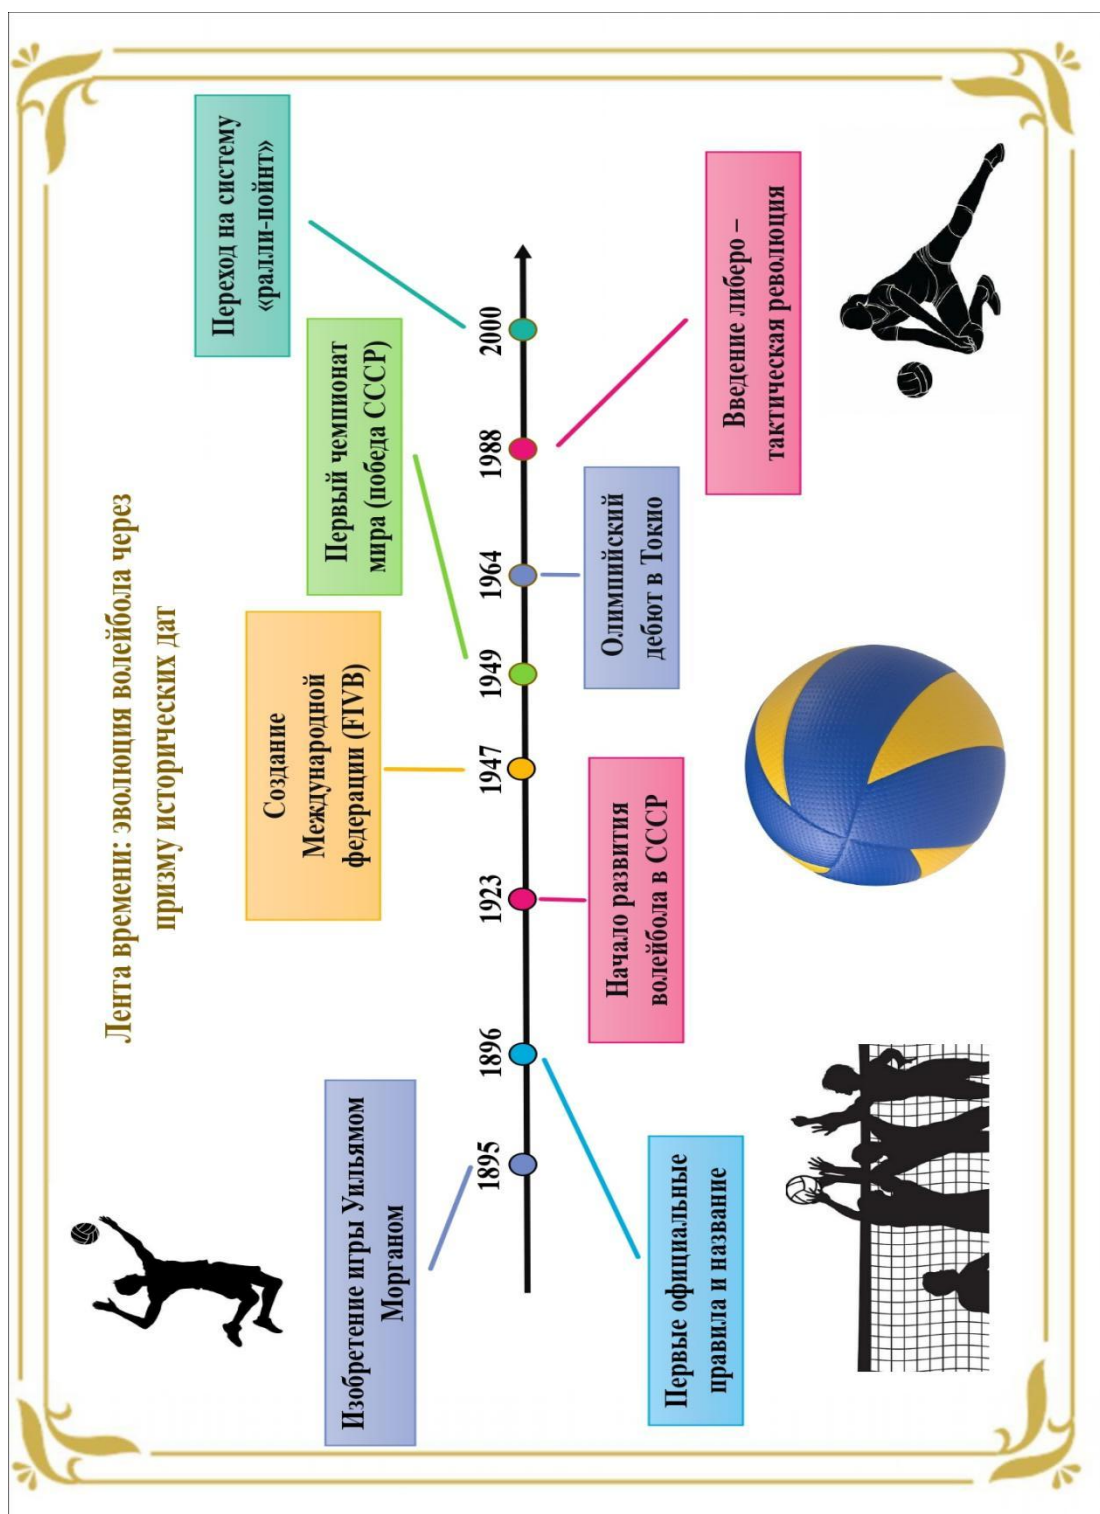 Лента времени: эволюция волейбола через
призму исторических дат
Изобретение игры Уильямом
Морганом
Создание
Международной
федерации (FIVB)
Первый чемпионат
мира (победа СССР)
Переход на систему
«ралли-пойнт»
1895
1896
1923
1947
1949
1964
1988
2000
Первые официальные
правила и название
Начало развития
волейбола в СССР
Олимпийский
дебют в Токио
Введение либеро –
тактическая революция